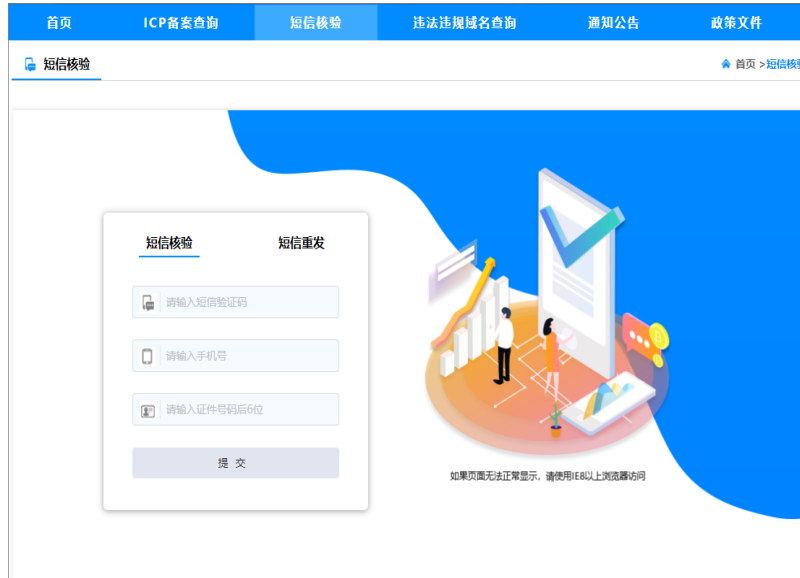 首页 ICP备案查询 短信核验 违法违规域名查询 通知公告 政策文件
短信核验
首页 >短信核验
短信核验 短信重发
请输入短信验证码
请输入手机号
请输入证件号码后6位
提 交
如果页面无法正常显示，请使用IE8以上浏览器访问